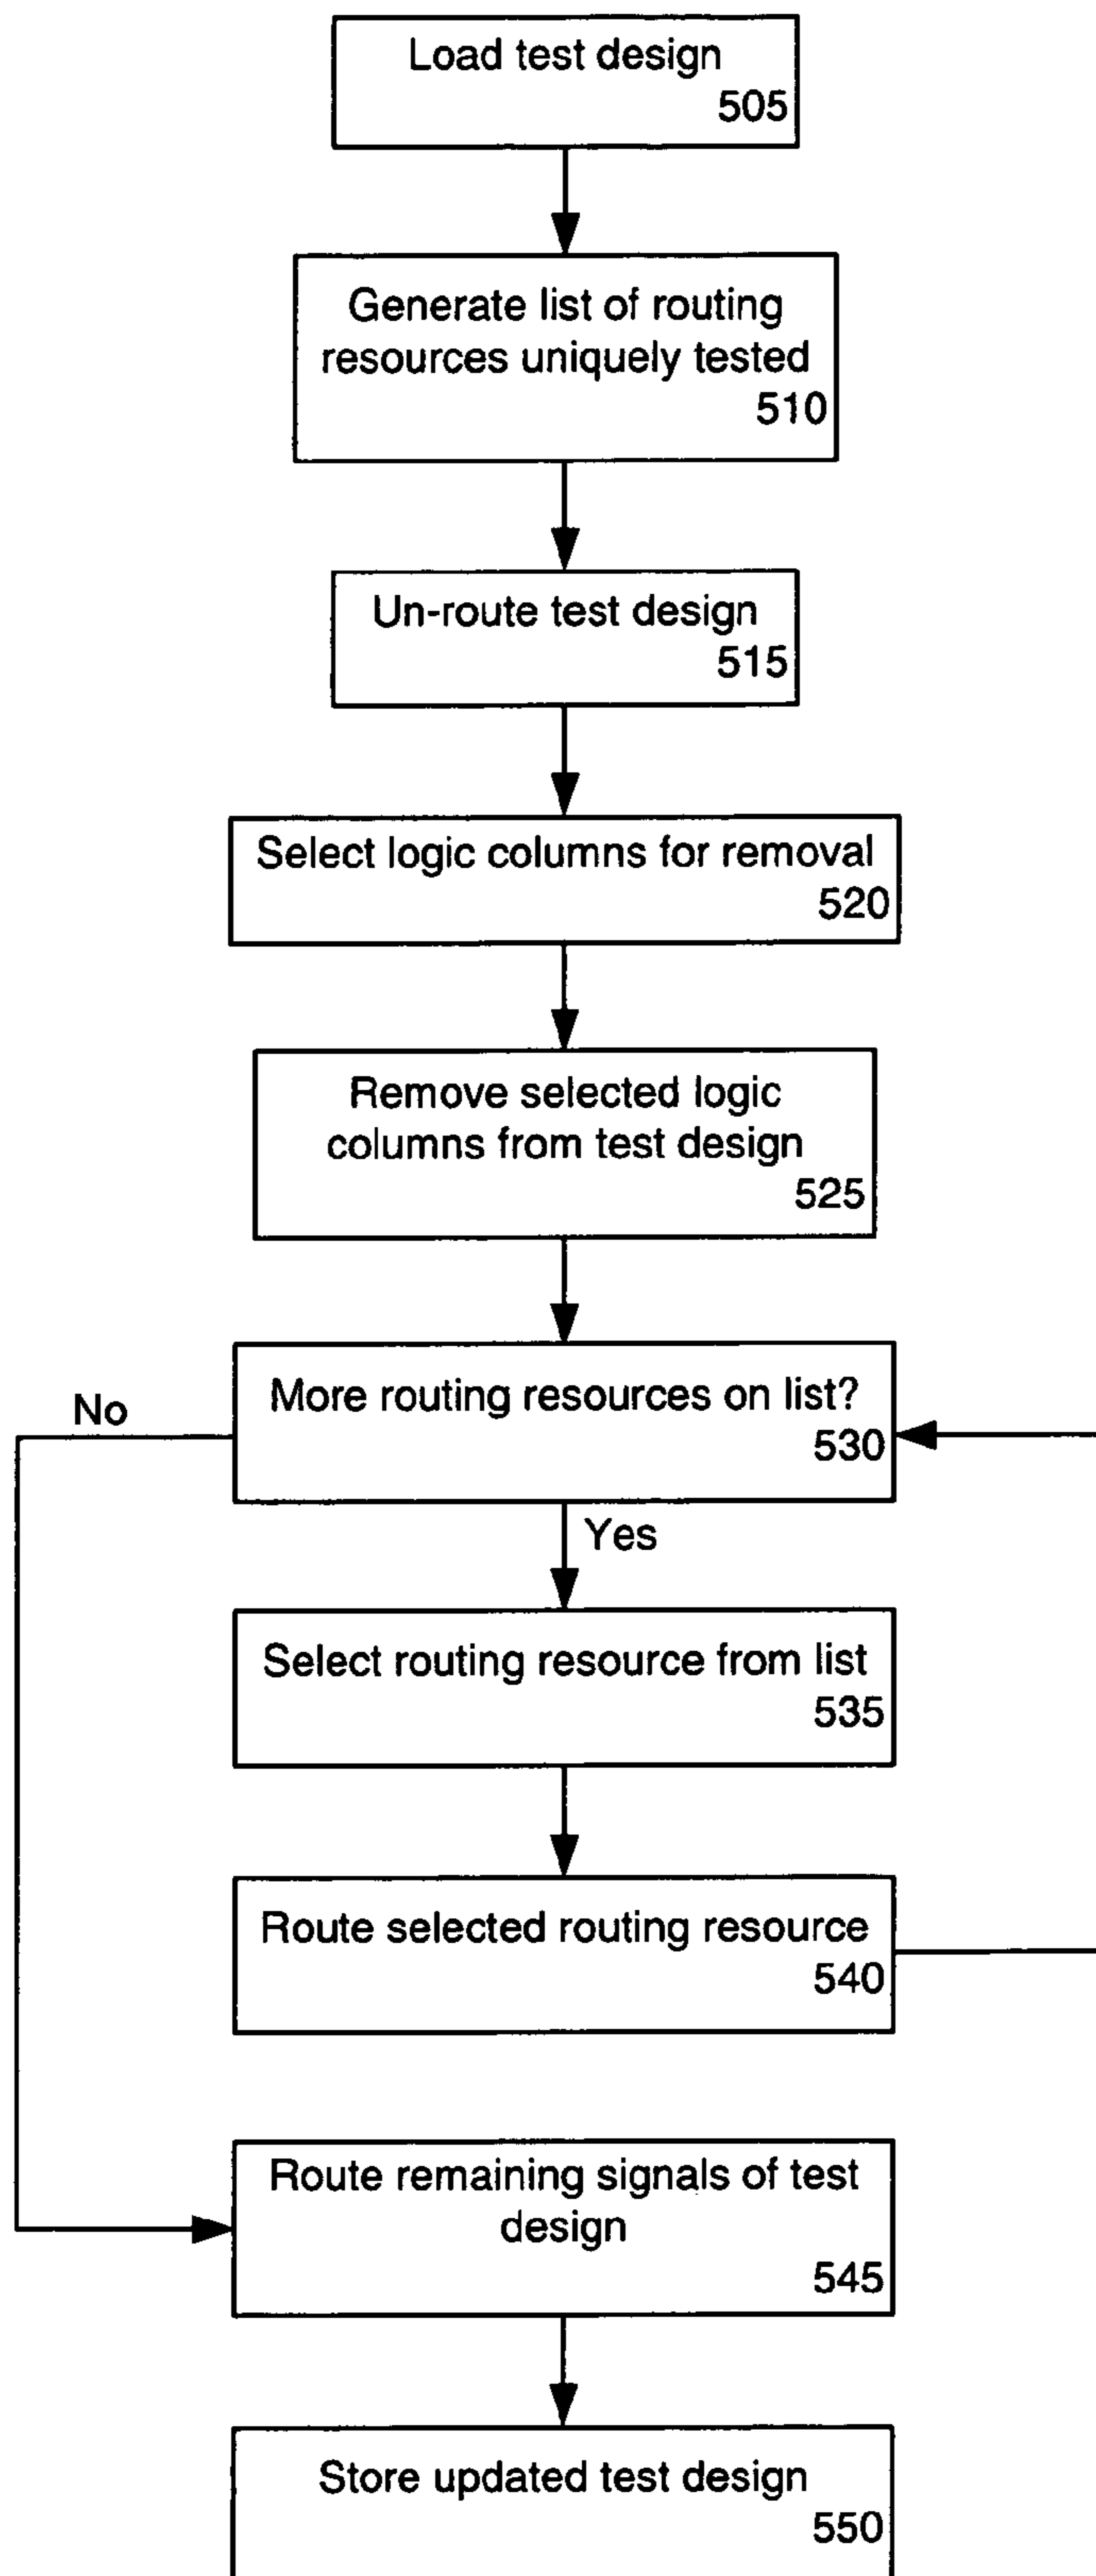 Load test design
505
Generate list of routing
resources uniquely tested
510
Un-route test design
515
Select logic columns for removal
520
Remove selected logic
columns from test design
525
More routing resources on list?
530
No
Yes
Select routing resource from list
535
Route selected routing resource
540
Route remaining signals of test
design
545
Store updated test design
550